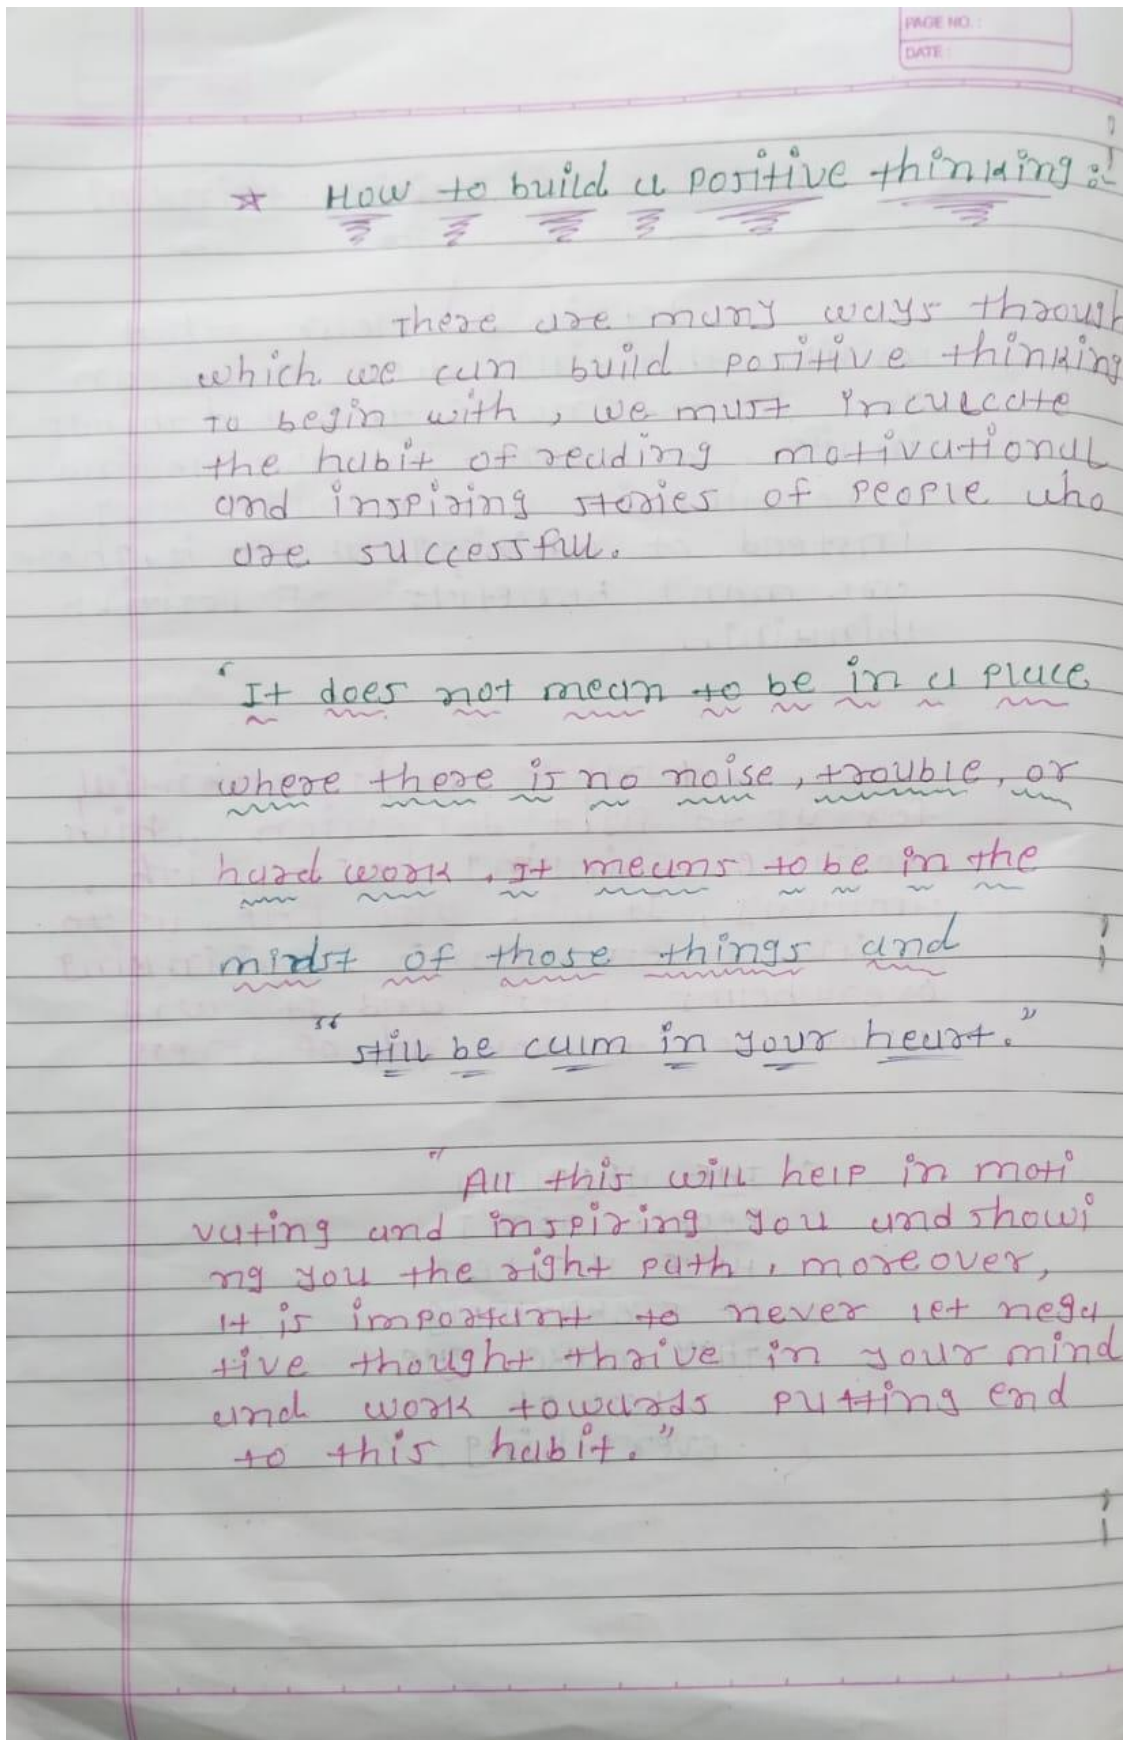 PAGE NO. :
DATE :
☆ How to build a positive thinking :-
There are many ways through
which we can build positive thinking
To begin with, we must inculcate
the habit of reading motivational
and inspiring stories of people who
are successful.
"It does not mean to be in a place
where there is no noise, trouble, or
hard work. It means to be in the
midst of those things and
"still be calm in your heart."
"All this will help in moti
vating and inspiring you and showi
ng you the right path, moreover,
it is important to never let nega
tive thought thrive in your mind
and work towards putting end
to this habit."